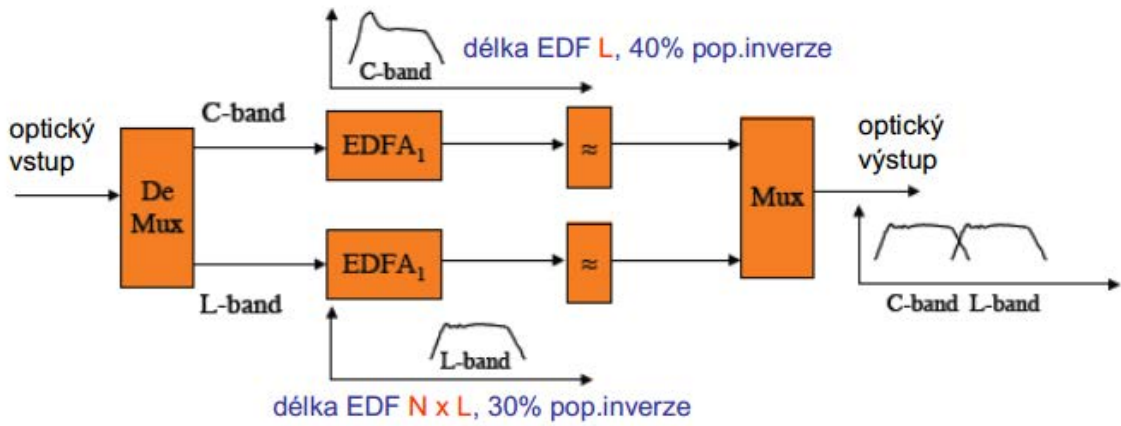 délka EDF L, 40% pop.inverze
C-band
C-band
optický
vstup
De
Mux
EDFA₁
≈
Mux
optický
výstup
EDFA₁
≈
L-band
C-band L-band
L-band
délka EDF N x L, 30% pop.inverze